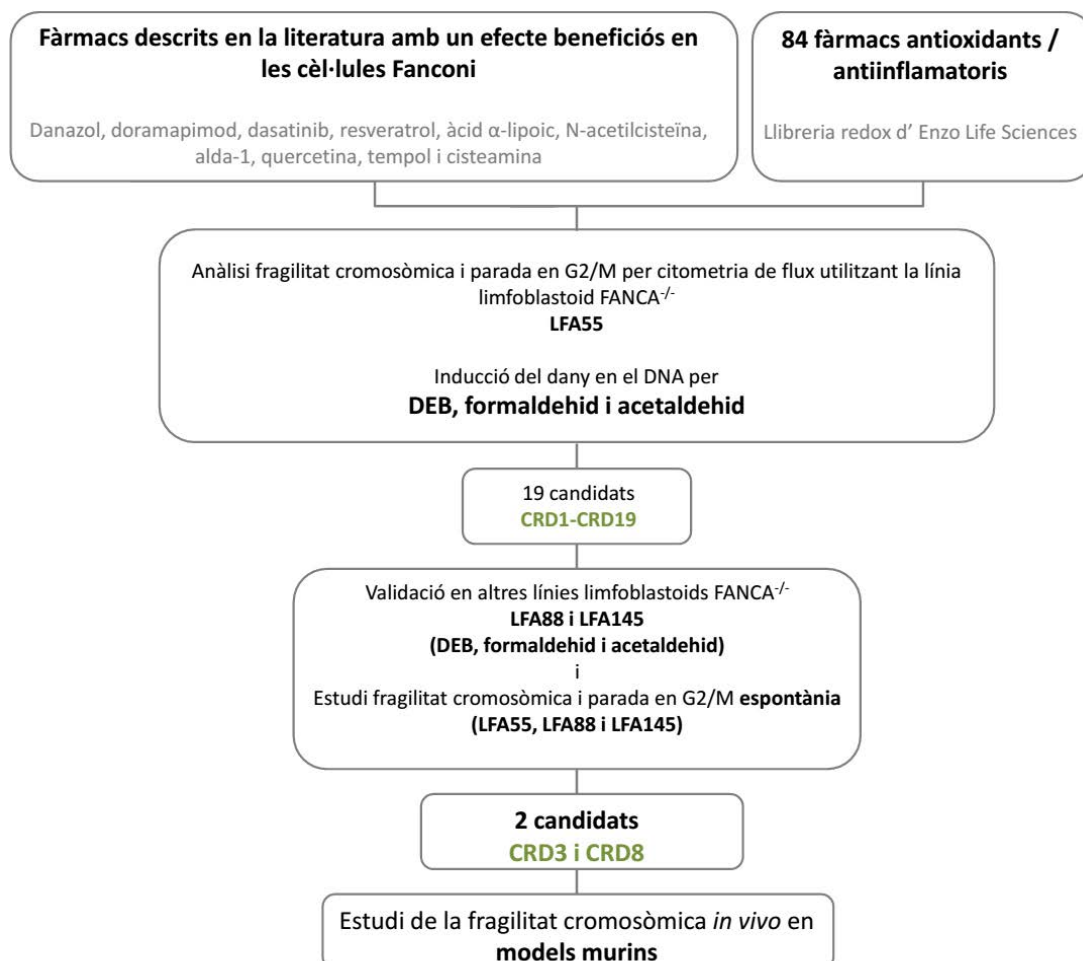 Fàrmacs descrits en la literatura amb un efecte beneficiós en
les cèl·lules Fanconi
Danazol, doramapimod, dasatinib, resveratrol, àcid α-lipoic, N-acetilcisteïna,
alda-1, quercetina, tempol i cisteamina
84 fàrmacs antioxidants /
antiinflamatoris
Llibreria redox d’ Enzo Life Sciences
Anàlisi fragilitat cromosòmica i parada en G2/M per citometria de flux utilitzant la línia
limfoblastoid FANCA-/-
LFA55
Inducció del dany en el DNA per
DEB, formaldehid i acetaldehid
19 candidats
CRD1-CRD19
Validació en altres línies limfoblastoids FANCA-/-
LFA88 i LFA145
(DEB, formaldehid i acetaldehid)
i
Estudi fragilitat cromosòmica i parada en G2/M espontània
(LFA55, LFA88 i LFA145)
2 candidats
CRD3 i CRD8
Estudi de la fragilitat cromosòmica in vivo en
models murins